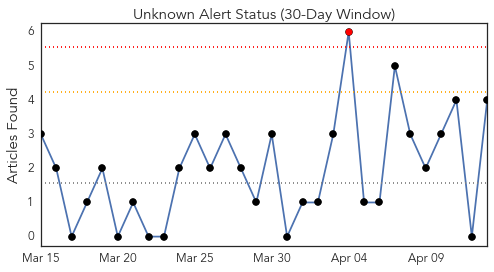 Unknown Alert Status (30-Day Window)
Articles Found
6
5
4
3
2
1
0
Mar 15 Mar 20 Mar 25 Mar 30 Apr 04 Apr 09